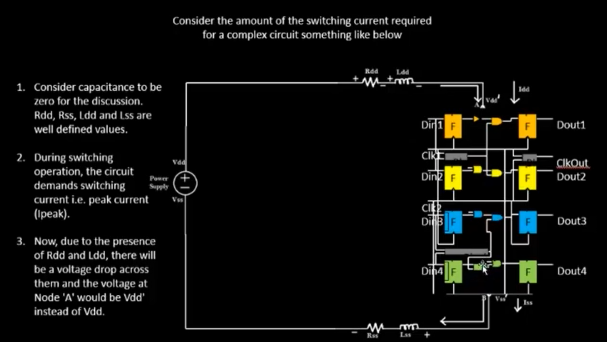 Consider the amount of the switching current required
for a complex circuit something like below
1. Consider capacitance to be
zero for the discussion.
Rdd, Rss, Ldd and Lss are
well defined values.
2. During switching
operation, the circuit
demands switching
current i.e. peak current
(Ipeak).
3. Now, due to the presence
of Rdd and Ldd, there will
be a voltage drop across
them and the voltage at
Node 'A' would be Vdd'
instead of Vdd.
Rdd Ldd
+ - + -
A Vdd' Idd
Din1 F F Dout1
Clk1 ClkOut
Din2 F F Dout2
Vdd
Power
Supply
+
-
Vss
Clk2
Din3 F F Dout3
Din4 F F Dout4
B Vss' Iss
- Rss Lss +